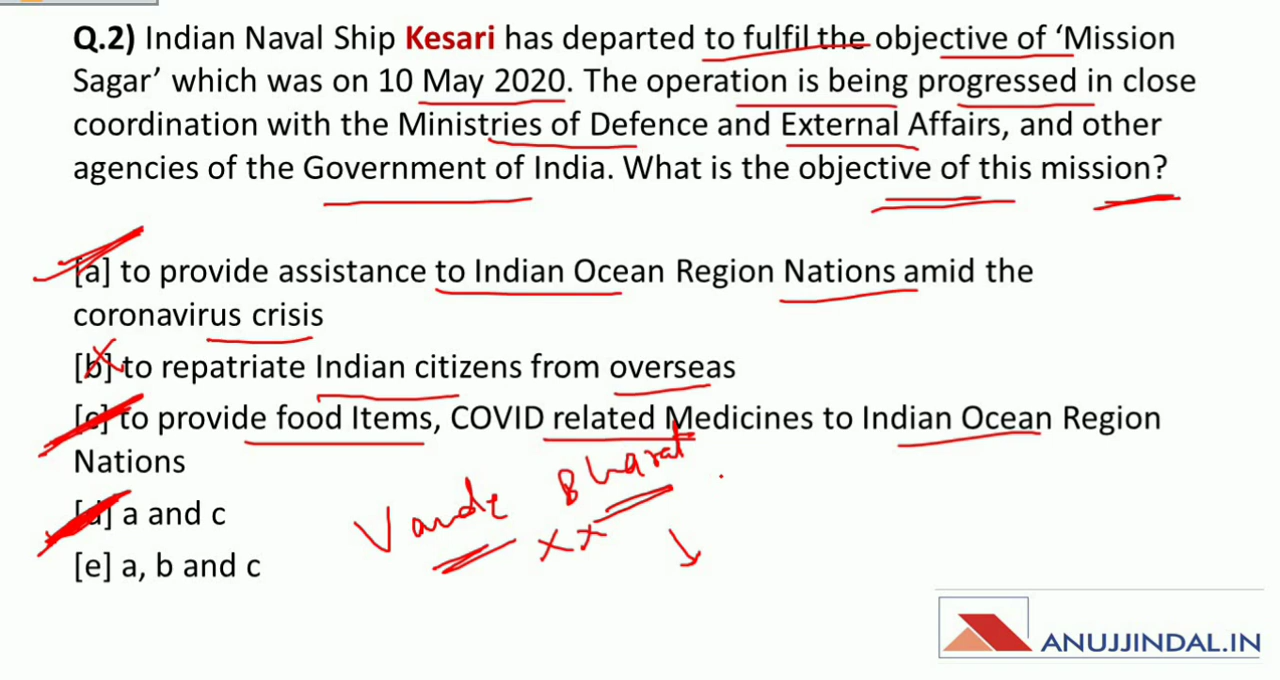 Q.2) Indian Naval Ship Kesari has departed to fulfil the objective of ‘Mission
Sagar’ which was on 10 May 2020. The operation is being progressed in close
coordination with the Ministries of Defence and External Affairs, and other
agencies of the Government of India. What is the objective of this mission?
[a] to provide assistance to Indian Ocean Region Nations amid the
coronavirus crisis
[b] to repatriate Indian citizens from overseas
[c] to provide food Items, COVID related Medicines to Indian Ocean Region
Nations
Vande Bharat
[d] a and c
xx
[e] a, b and c
ANUJJINDAL.IN